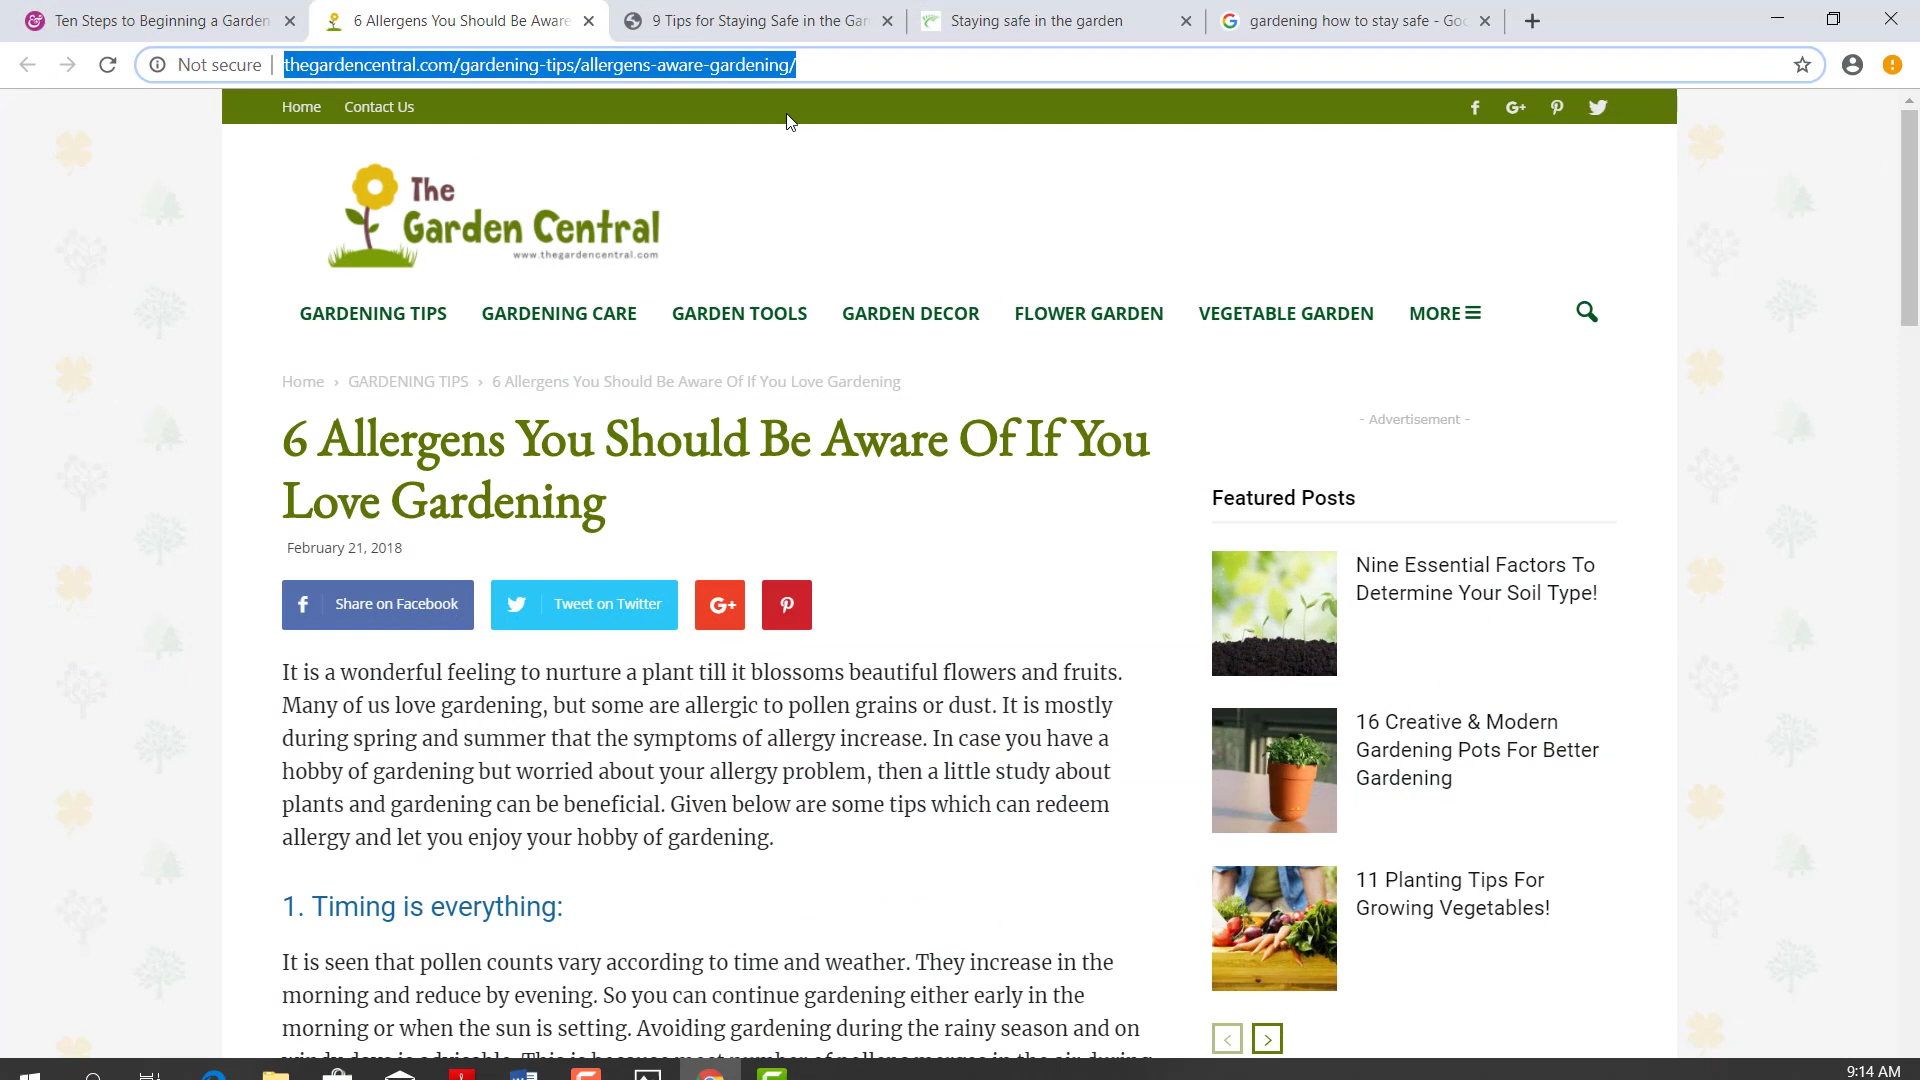 Ten Steps to Beginning a Garden
6 Allergens You Should Be Aware
9 Tips for Staying Safe in the Gar
Staying safe in the garden
gardening how to stay safe - Goo
Not secure
thegardencentral.com/gardening-tips/allergens-aware-gardening/
Home
Contact Us
The
Garden Central
www.thegardencentral.com
GARDENING TIPS
GARDENING CARE
GARDEN TOOLS
GARDEN DECOR
FLOWER GARDEN
VEGETABLE GARDEN
MORE
Home › GARDENING TIPS › 6 Allergens You Should Be Aware Of If You Love Gardening
6 Allergens You Should Be Aware Of If You
Love Gardening
February 21, 2018
Share on Facebook
Tweet on Twitter
G+
It is a wonderful feeling to nurture a plant till it blossoms beautiful flowers and fruits.
Many of us love gardening, but some are allergic to pollen grains or dust. It is mostly
during spring and summer that the symptoms of allergy increase. In case you have a
hobby of gardening but worried about your allergy problem, then a little study about
plants and gardening can be beneficial. Given below are some tips which can redeem
allergy and let you enjoy your hobby of gardening.
1. Timing is everything:
It is seen that pollen counts vary according to time and weather. They increase in the
morning and reduce by evening. So you can continue gardening either early in the
morning or when the sun is setting. Avoiding gardening during the rainy season and on
- Advertisement -
Featured Posts
Nine Essential Factors To
Determine Your Soil Type!
16 Creative & Modern
Gardening Pots For Better
Gardening
11 Planting Tips For
Growing Vegetables!
9:14 AM